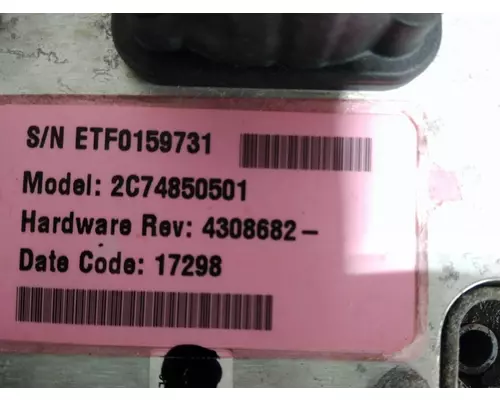 S/N ETF0159731
Model: 2C74850501
Hardware Rev: 4308682-
Date Code: 17298